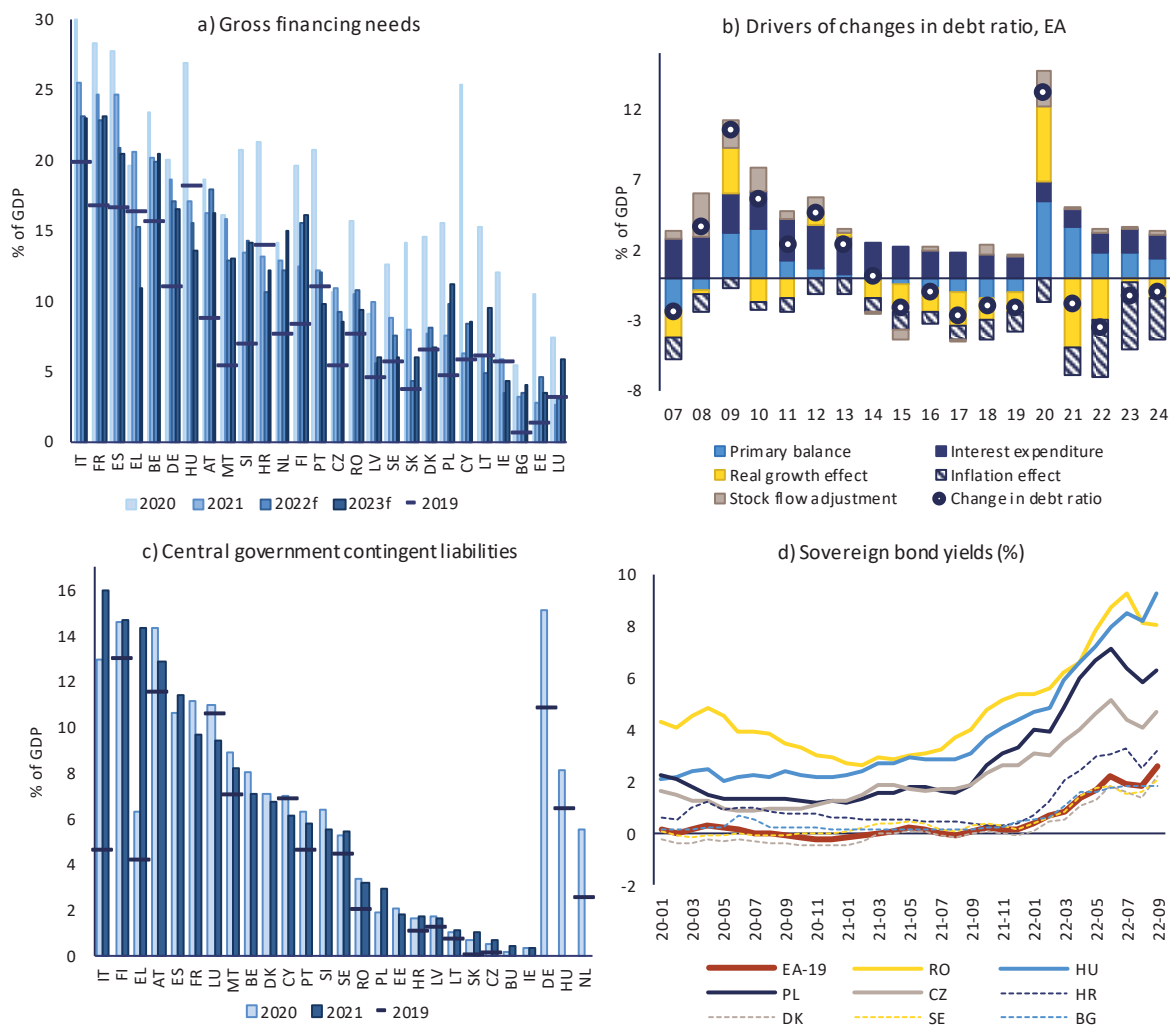 a) Gross financing needs
% of GDP
30
25
20
15
10
5
0
IT FR ES EL BE DE HU AT MT SI HR NL FI PT CZ RO LV SE SK DK PL CY LT IE BG EE LU
2020 2021 2022f 2023f 2019
b) Drivers of changes in debt ratio, EA
% of GDP
12
7
2
-3
-8
07 08 09 10 11 12 13 14 15 16 17 18 19 20 21 22 23 24
Primary balance Interest expenditure
Real growth effect Inflation effect
Stock flow adjustment Change in debt ratio
c) Central government contingent liabilities
% of GDP
16
14
12
10
8
6
4
2
0
IT FI EL AT ES FR LU MT BE DK CY PT SI SE RO PL EE HR LV LT SK CZ BU IE DE HU NL
2020 2021 2019
d) Sovereign bond yields (%)
10
8
6
4
2
0
-2
20-01 20-03 20-05 20-07 20-09 20-11 21-01 21-03 21-05 21-07 21-09 21-11 22-01 22-03 22-05 22-07 22-09
EA-19 RO HU
PL CZ HR
DK SE BG